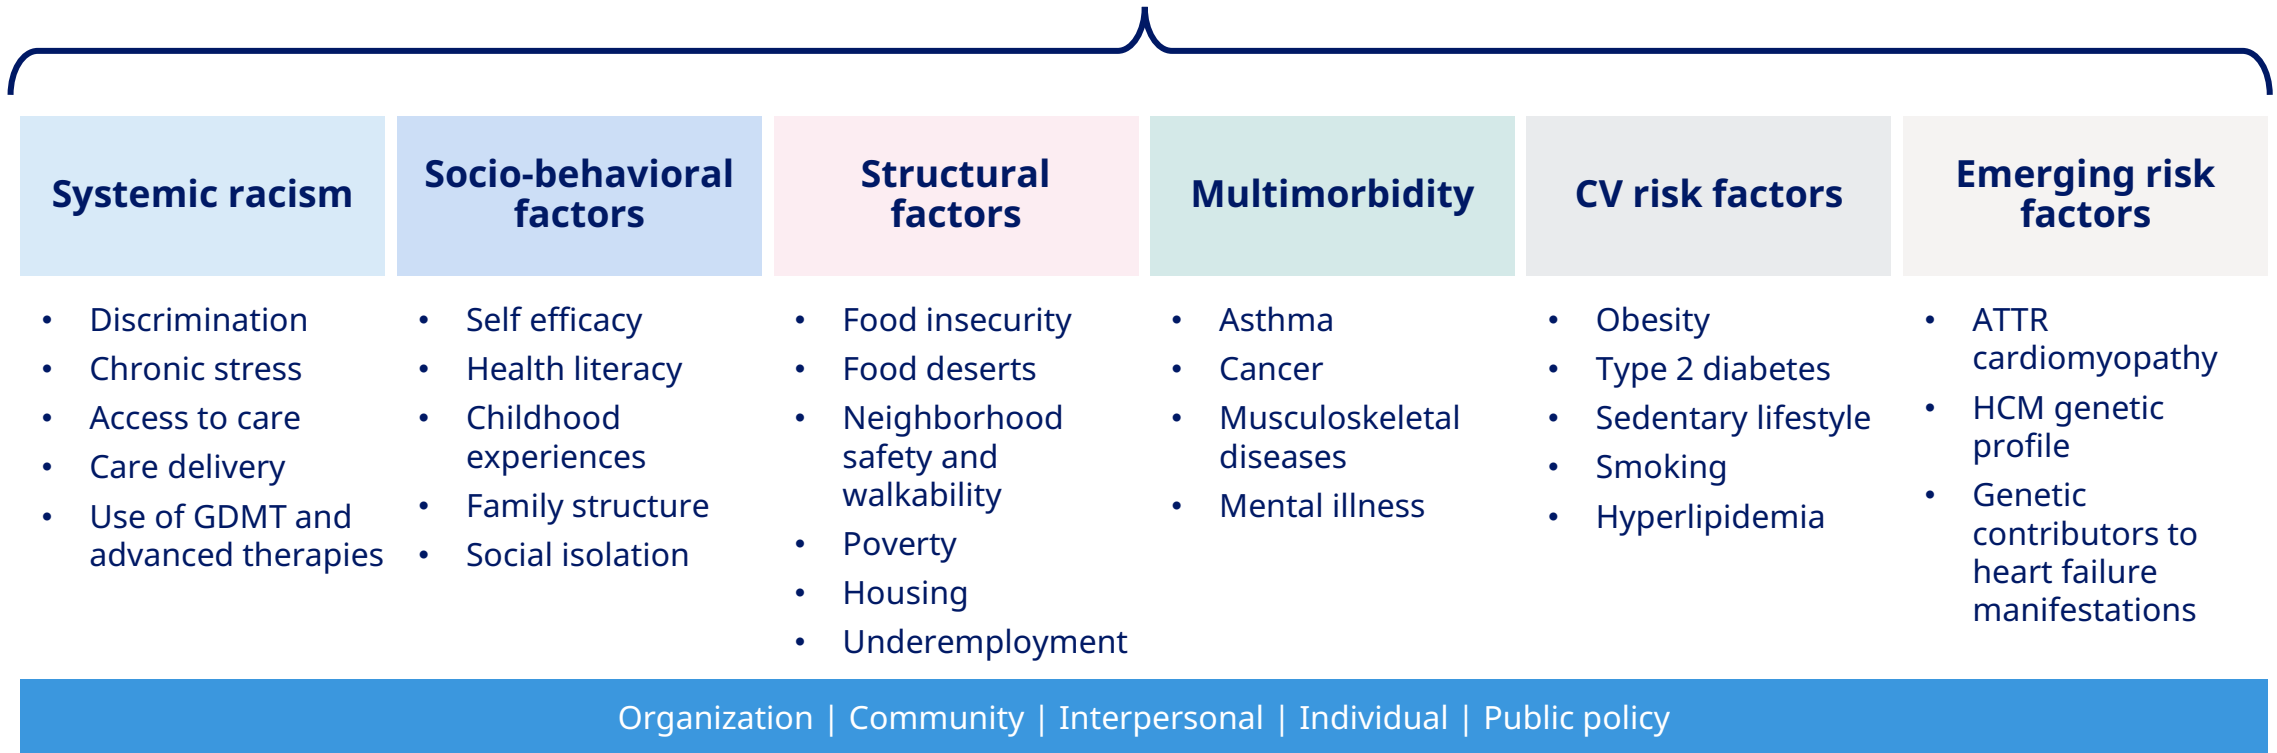 Systemic racism
Socio-behavioral
factors
Structural
factors
Multimorbidity
CV risk factors
Emerging risk
factors
• Discrimination
• Chronic stress
• Access to care
• Care delivery
• Use of GDMT and
advanced therapies
• Self efficacy
• Health literacy
• Childhood
experiences
• Family structure
• Social isolation
• Food insecurity
• Food deserts
• Neighborhood
safety and
walkability
• Poverty
• Housing
• Underemployment
• Asthma
• Cancer
• Musculoskeletal
diseases
• Mental illness
• Obesity
• Type 2 diabetes
• Sedentary lifestyle
• Smoking
• Hyperlipidemia
• ATTR
cardiomyopathy
• HCM genetic
profile
• Genetic
contributors to
heart failure
manifestations
Organization | Community | Interpersonal | Individual | Public policy